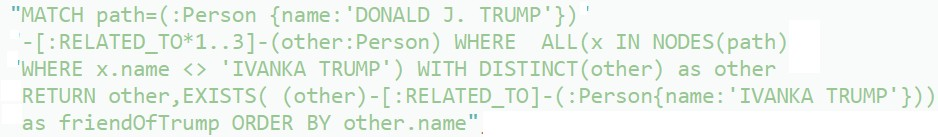 "MATCH path=(:Person {name:'DONALD J. TRUMP'})'
'-[:RELATED_TO*1..3]-(other:Person) WHERE  ALL(x IN NODES(path)
'WHERE x.name <> 'IVANKA TRUMP') WITH DISTINCT(other) as other
RETURN other,EXISTS( (other)-[:RELATED_TO]-(:Person{name:'IVANKA TRUMP'}))
as friendOfTrump ORDER BY other.name"